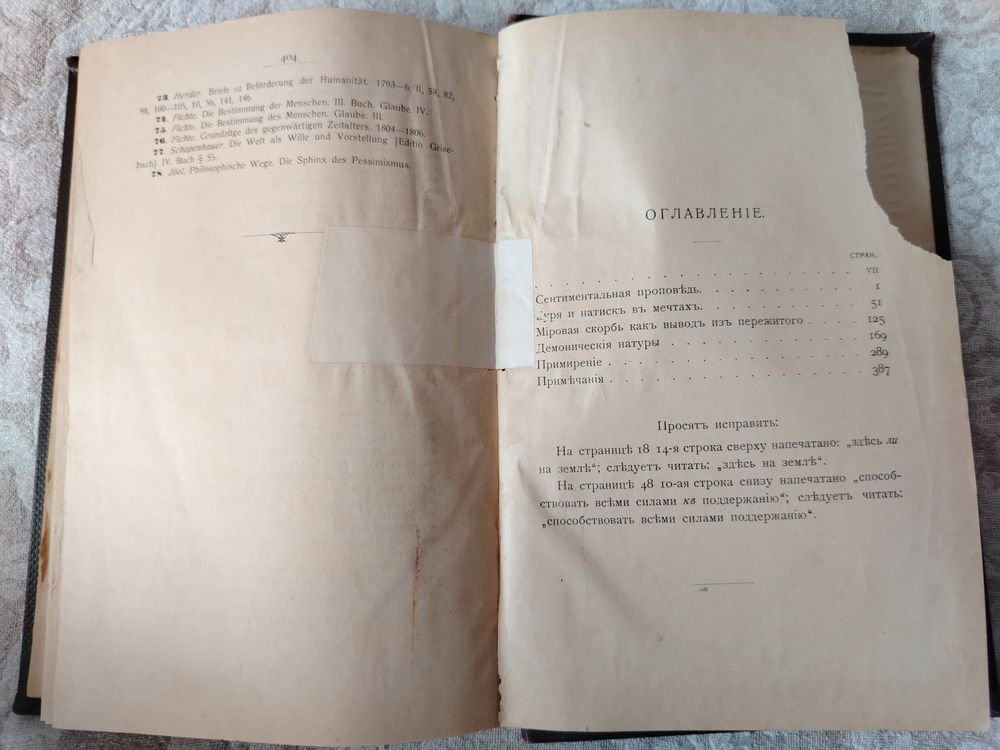 404
73. Herder. Briefe zu Beförderung der Humanität. 1793—6, II, 58, 82,
98, 100—105, 10, 56, 141, 146.
74. Fichte. Die Bestimmung der Menschen. III. Buch. Glaube. IV.
75. Fichte. Die Bestimmung des Menschen. Glaube. III.
76. Fichte. Grundzüge des gegenwärtigen Zeitalters. 1804—1806.
77. Schopenhauer. Die Welt als Wille und Vorstellung [Editio Grise-
bach]. IV. Buch § 55.
78. Jöel. Philosophische Wege. Die Sphinx des Pessimismus.
ОГЛАВЛЕНІЕ.
СТРАН.
. . . . . . . . . . . . VII
Сентиментальная проповѣдь. . . . . . . . 1
уря и натискъ въ мечтахъ. . . . . . . . 51
Міровая скорбь какъ выводъ изъ пережитого . . . . 125
Демоническія натуры . . . . . . . . . 169
Примиреніе . . . . . . . . . . . 289
Примѣчанія . . . . . . . . . . . 387
Просятъ исправить:
На страницѣ 18 14-я строка сверху напечатано: „здѣсь ли
на землѣ“; слѣдуетъ читать: „здѣсь на землѣ“.
На страницѣ 48 10-ая строка снизу напечатано „способ-
ствовать всѣми силами къ поддержанію“; слѣдуетъ читать:
„способствовать всѣми силами поддержанію“.